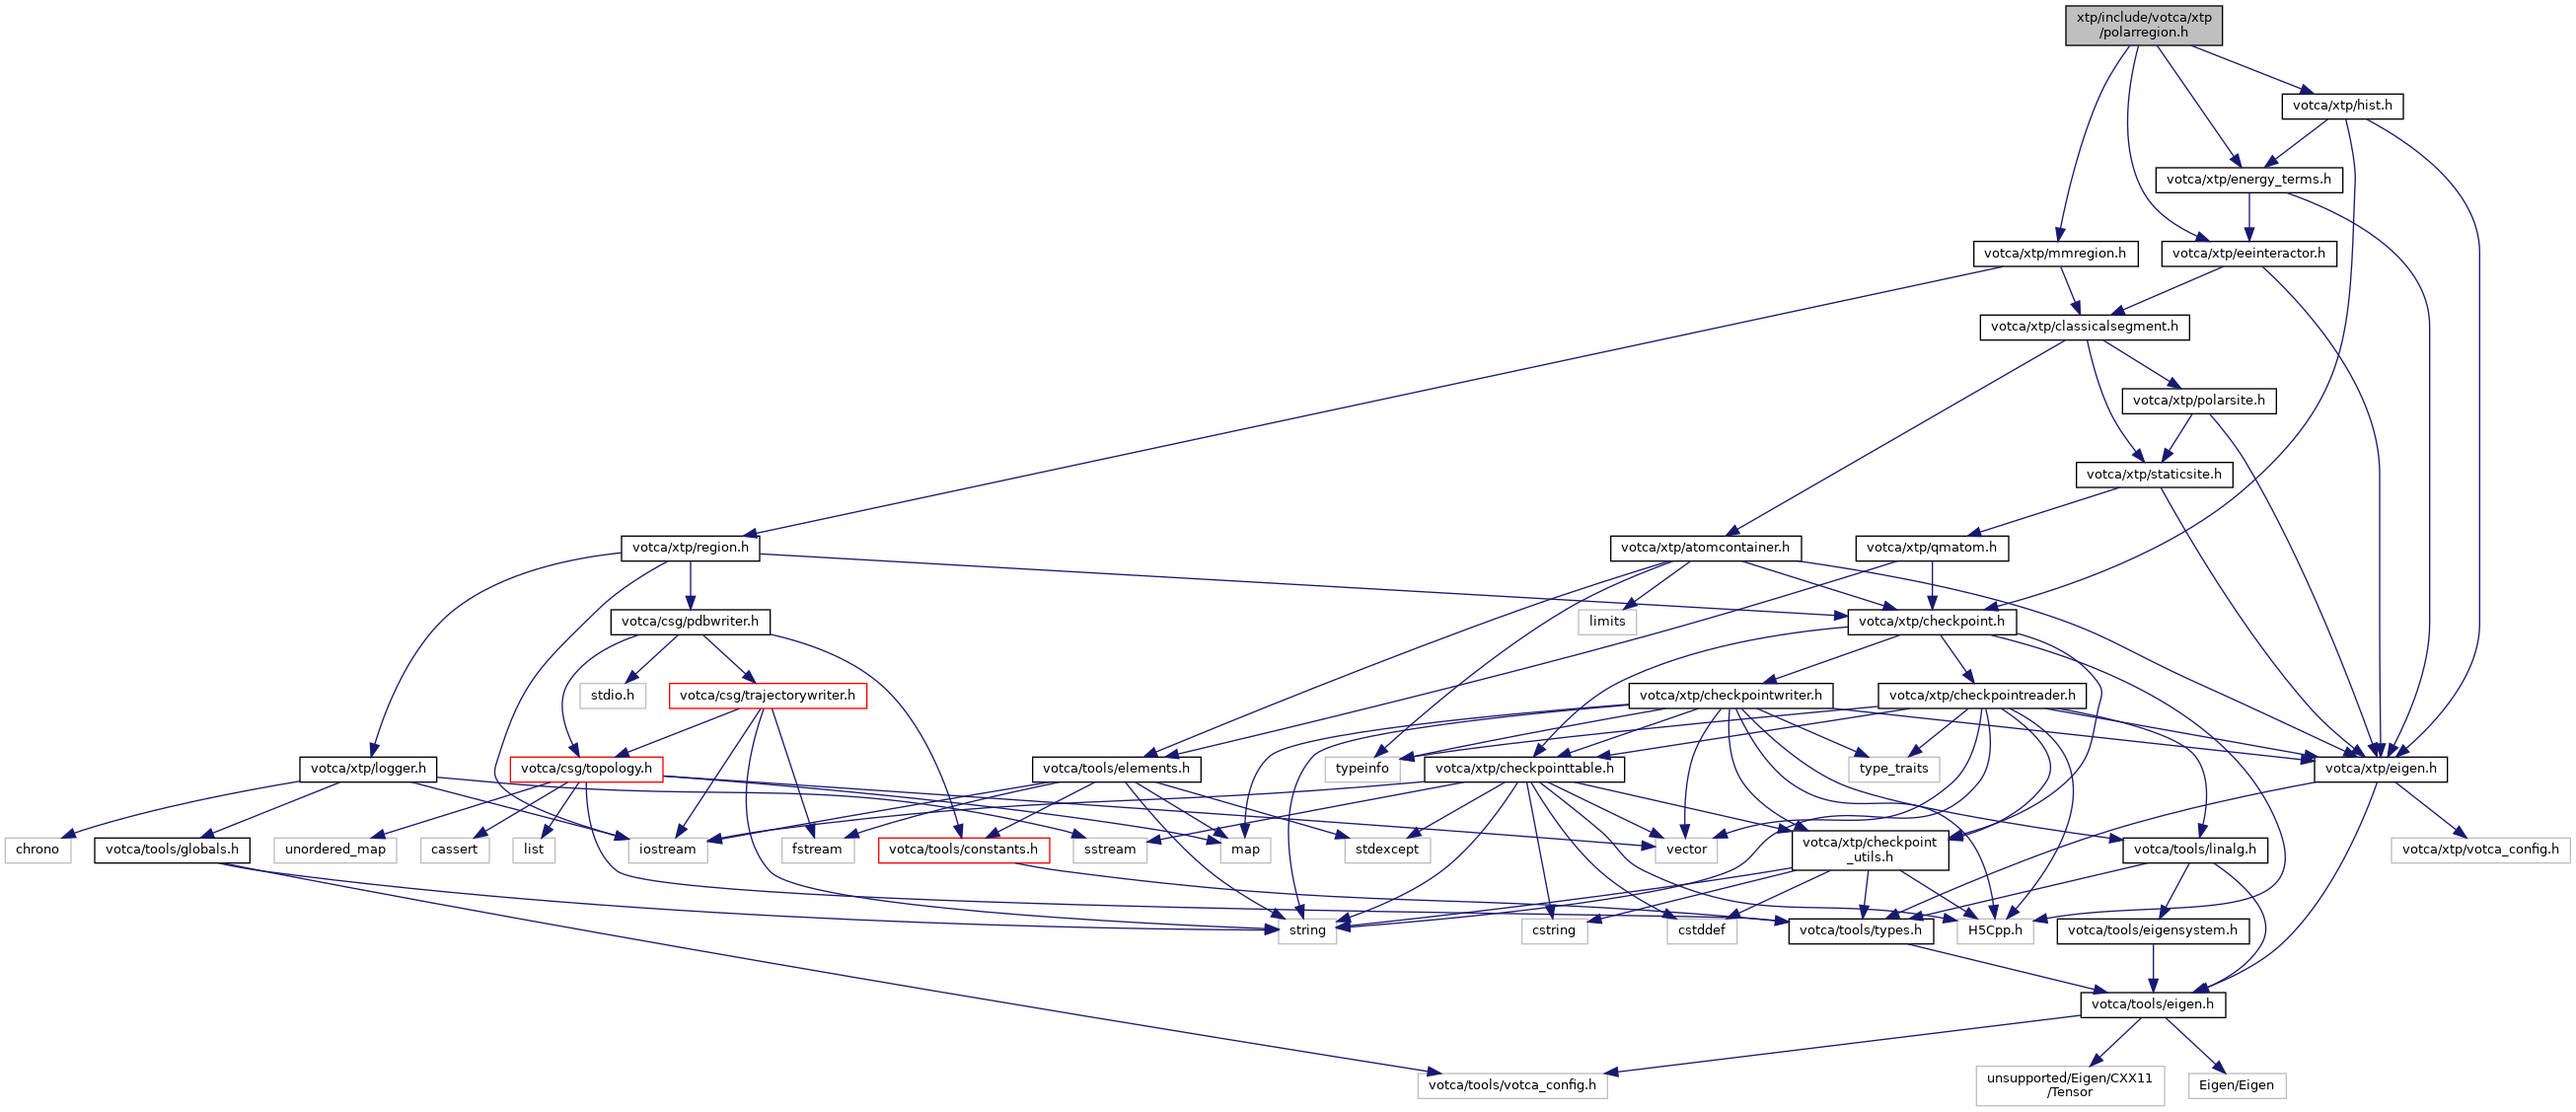 xtp/include/votca/xtp
/polarregion.h
votca/xtp/hist.h
votca/xtp/energy_terms.h
votca/xtp/mmregion.h
votca/xtp/eeinteractor.h
votca/xtp/classicalsegment.h
votca/xtp/polarsite.h
votca/xtp/staticsite.h
votca/xtp/region.h
votca/xtp/atomcontainer.h
votca/xtp/qmatom.h
votca/csg/pdbwriter.h
limits
votca/xtp/checkpoint.h
stdio.h
votca/csg/trajectorywriter.h
votca/xtp/checkpointwriter.h
votca/xtp/checkpointreader.h
votca/xtp/logger.h
votca/csg/topology.h
votca/tools/elements.h
typeinfo
votca/xtp/checkpointtable.h
type_traits
votca/xtp/eigen.h
chrono
votca/tools/globals.h
unordered_map
cassert
list
iostream
fstream
votca/tools/constants.h
sstream
map
stdexcept
vector
votca/xtp/checkpoint
_utils.h
votca/tools/linalg.h
votca/xtp/votca_config.h
string
cstring
cstddef
votca/tools/types.h
H5Cpp.h
votca/tools/eigensystem.h
votca/tools/eigen.h
votca/tools/votca_config.h
unsupported/Eigen/CXX11
/Tensor
Eigen/Eigen